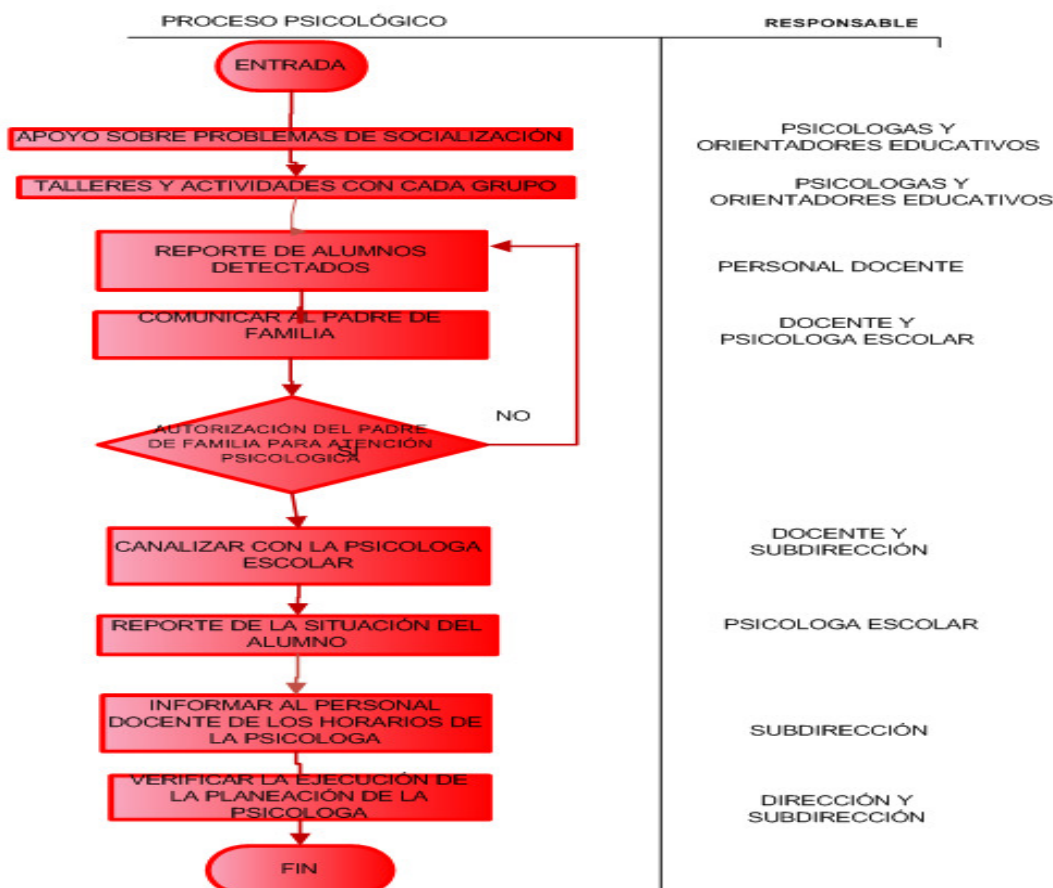 PROCESO PSICOLÓGICO
RESPONSABLE
ENTRADA
APOYO SOBRE PROBLEMAS DE SOCIALIZACIÓN
PSICOLOGAS Y
ORIENTADORES EDUCATIVOS
TALLERES Y ACTIVIDADES CON CADA GRUPO
PSICOLOGAS Y
ORIENTADORES EDUCATIVOS
REPORTE DE ALUMNOS
DETECTADOS
PERSONAL DOCENTE
COMUNICAR AL PADRE DE
FAMILIA
DOCENTE Y
PSICOLOGA ESCOLAR
NO
AUTORIZACIÓN DEL PADRE
DE FAMILIA PARA ATENCIÓN
PSICOLOGICA
SÍ
CANALIZAR CON LA PSICOLOGA
ESCOLAR
DOCENTE Y
SUBDIRECCIÓN
REPORTE DE LA SITUACIÓN DEL
ALUMNO
PSICOLOGA ESCOLAR
INFORMAR AL PERSONAL
DOCENTE DE LOS HORARIOS DE
LA PSICOLOGA
SUBDIRECCIÓN
VERIFICAR LA EJECUCIÓN DE
LA PLANEACIÓN DE LA
PSICOLOGA
DIRECCIÓN Y
SUBDIRECCIÓN
FIN